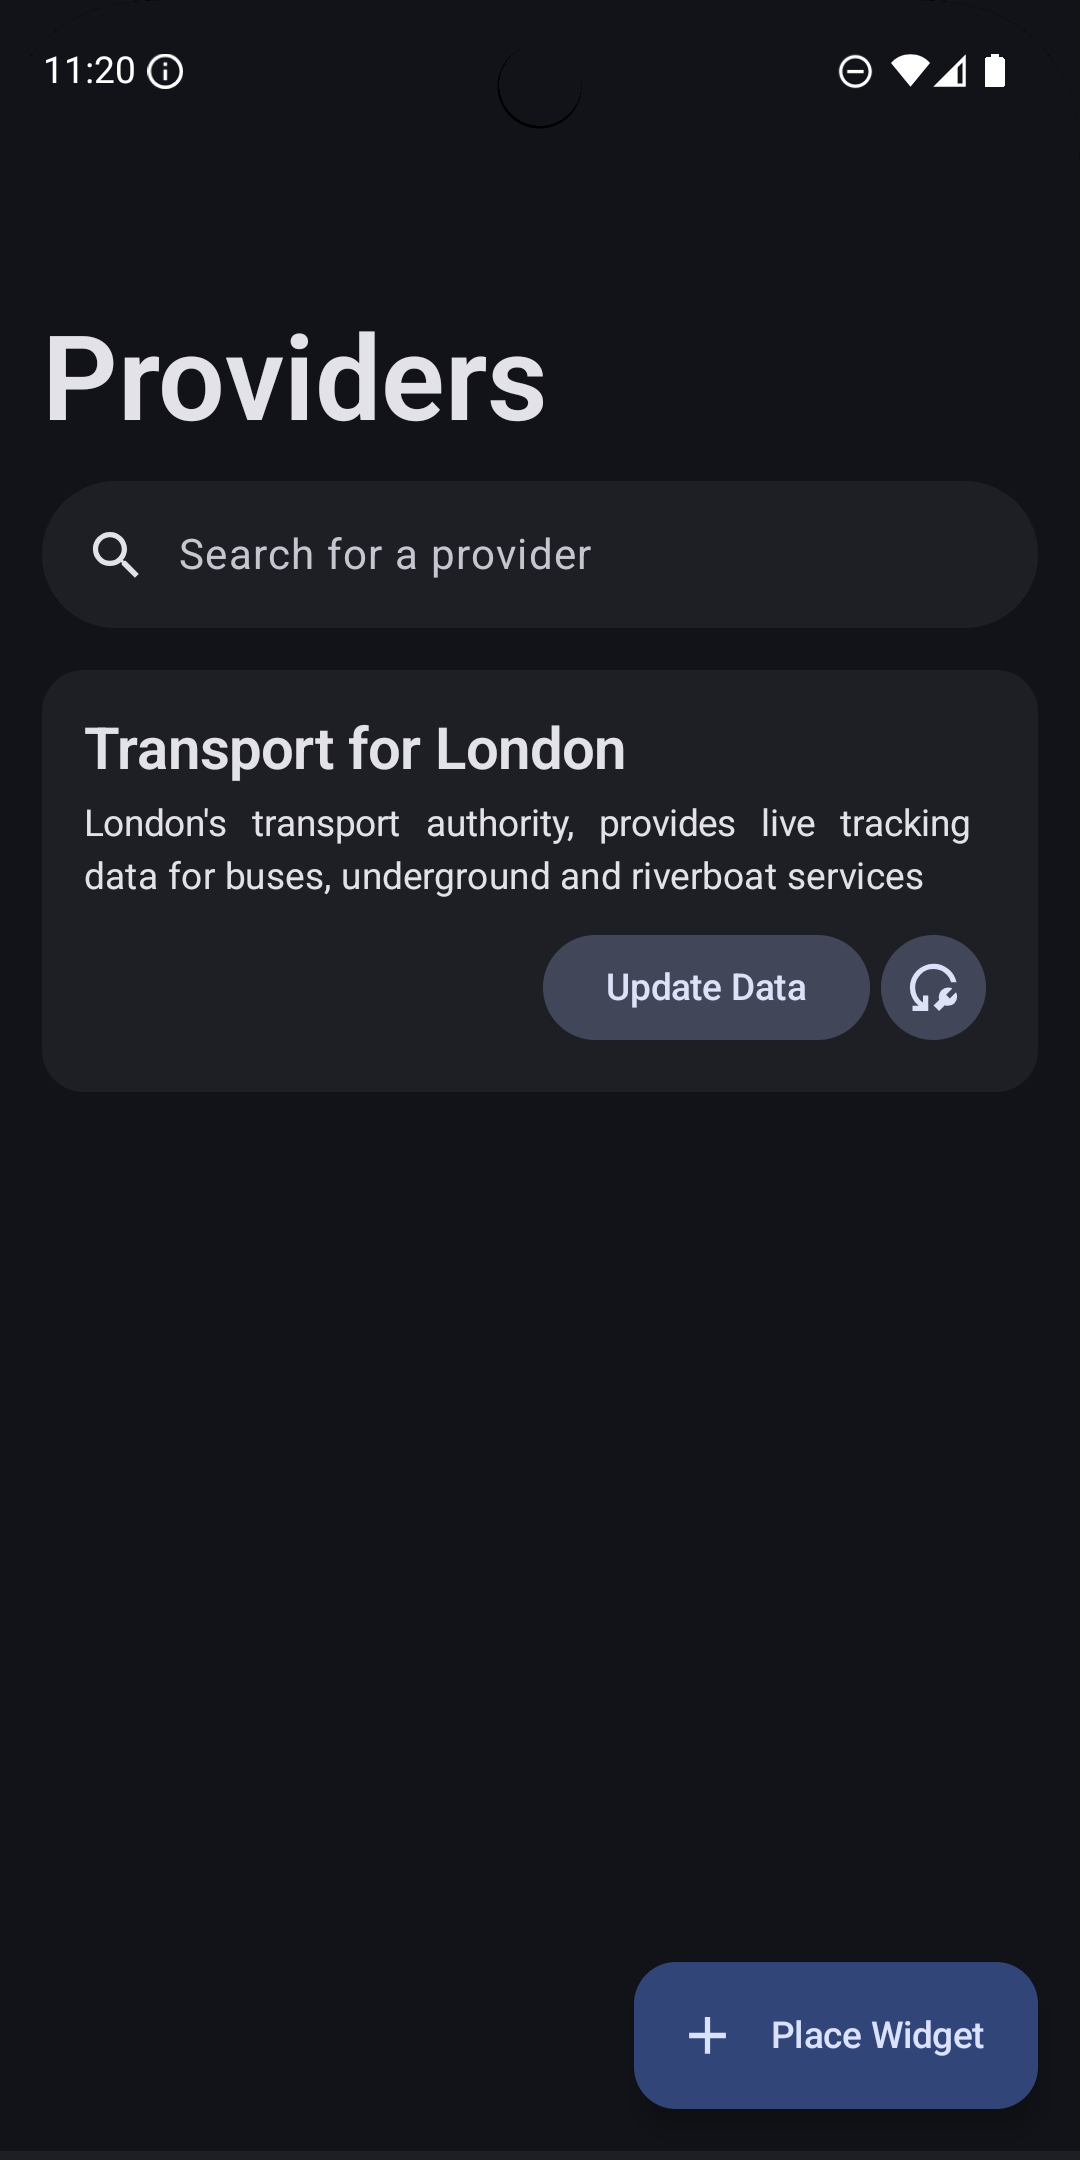 11:20
Providers
Search for a provider
Transport for London
London's transport authority, provides live tracking
data for buses, underground and riverboat services
Update Data
Place Widget